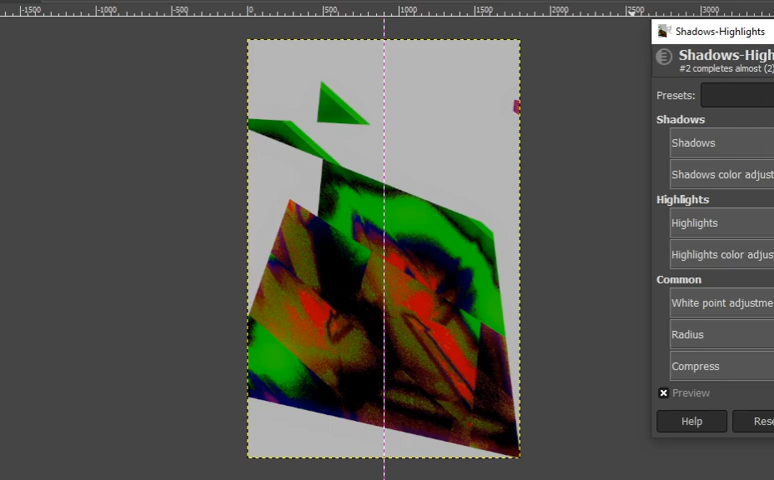 -1500 -1000 -500 0 500 1000 1500 2000 2500 3000
Shadows-Highlights
Shadows-High
#2 completes almost (2)
Presets:
Shadows
Shadows
Shadows color adjust
Highlights
Highlights
Highlights color adjus
Common
White point adjustme
Radius
Compress
Preview
Help Rese